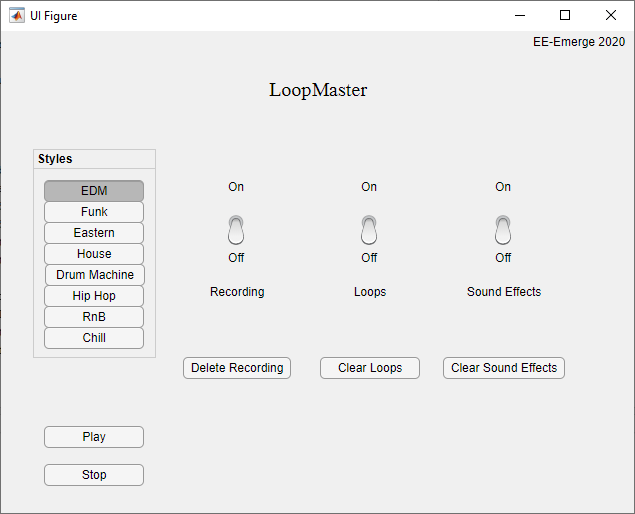 UI Figure
EE-Emerge 2020
LoopMaster
Styles
EDM
Funk
Eastern
House
Drum Machine
Hip Hop
RnB
Chill
On On On
Off Off Off
Recording Loops Sound Effects
Delete Recording Clear Loops Clear Sound Effects
Play
Stop